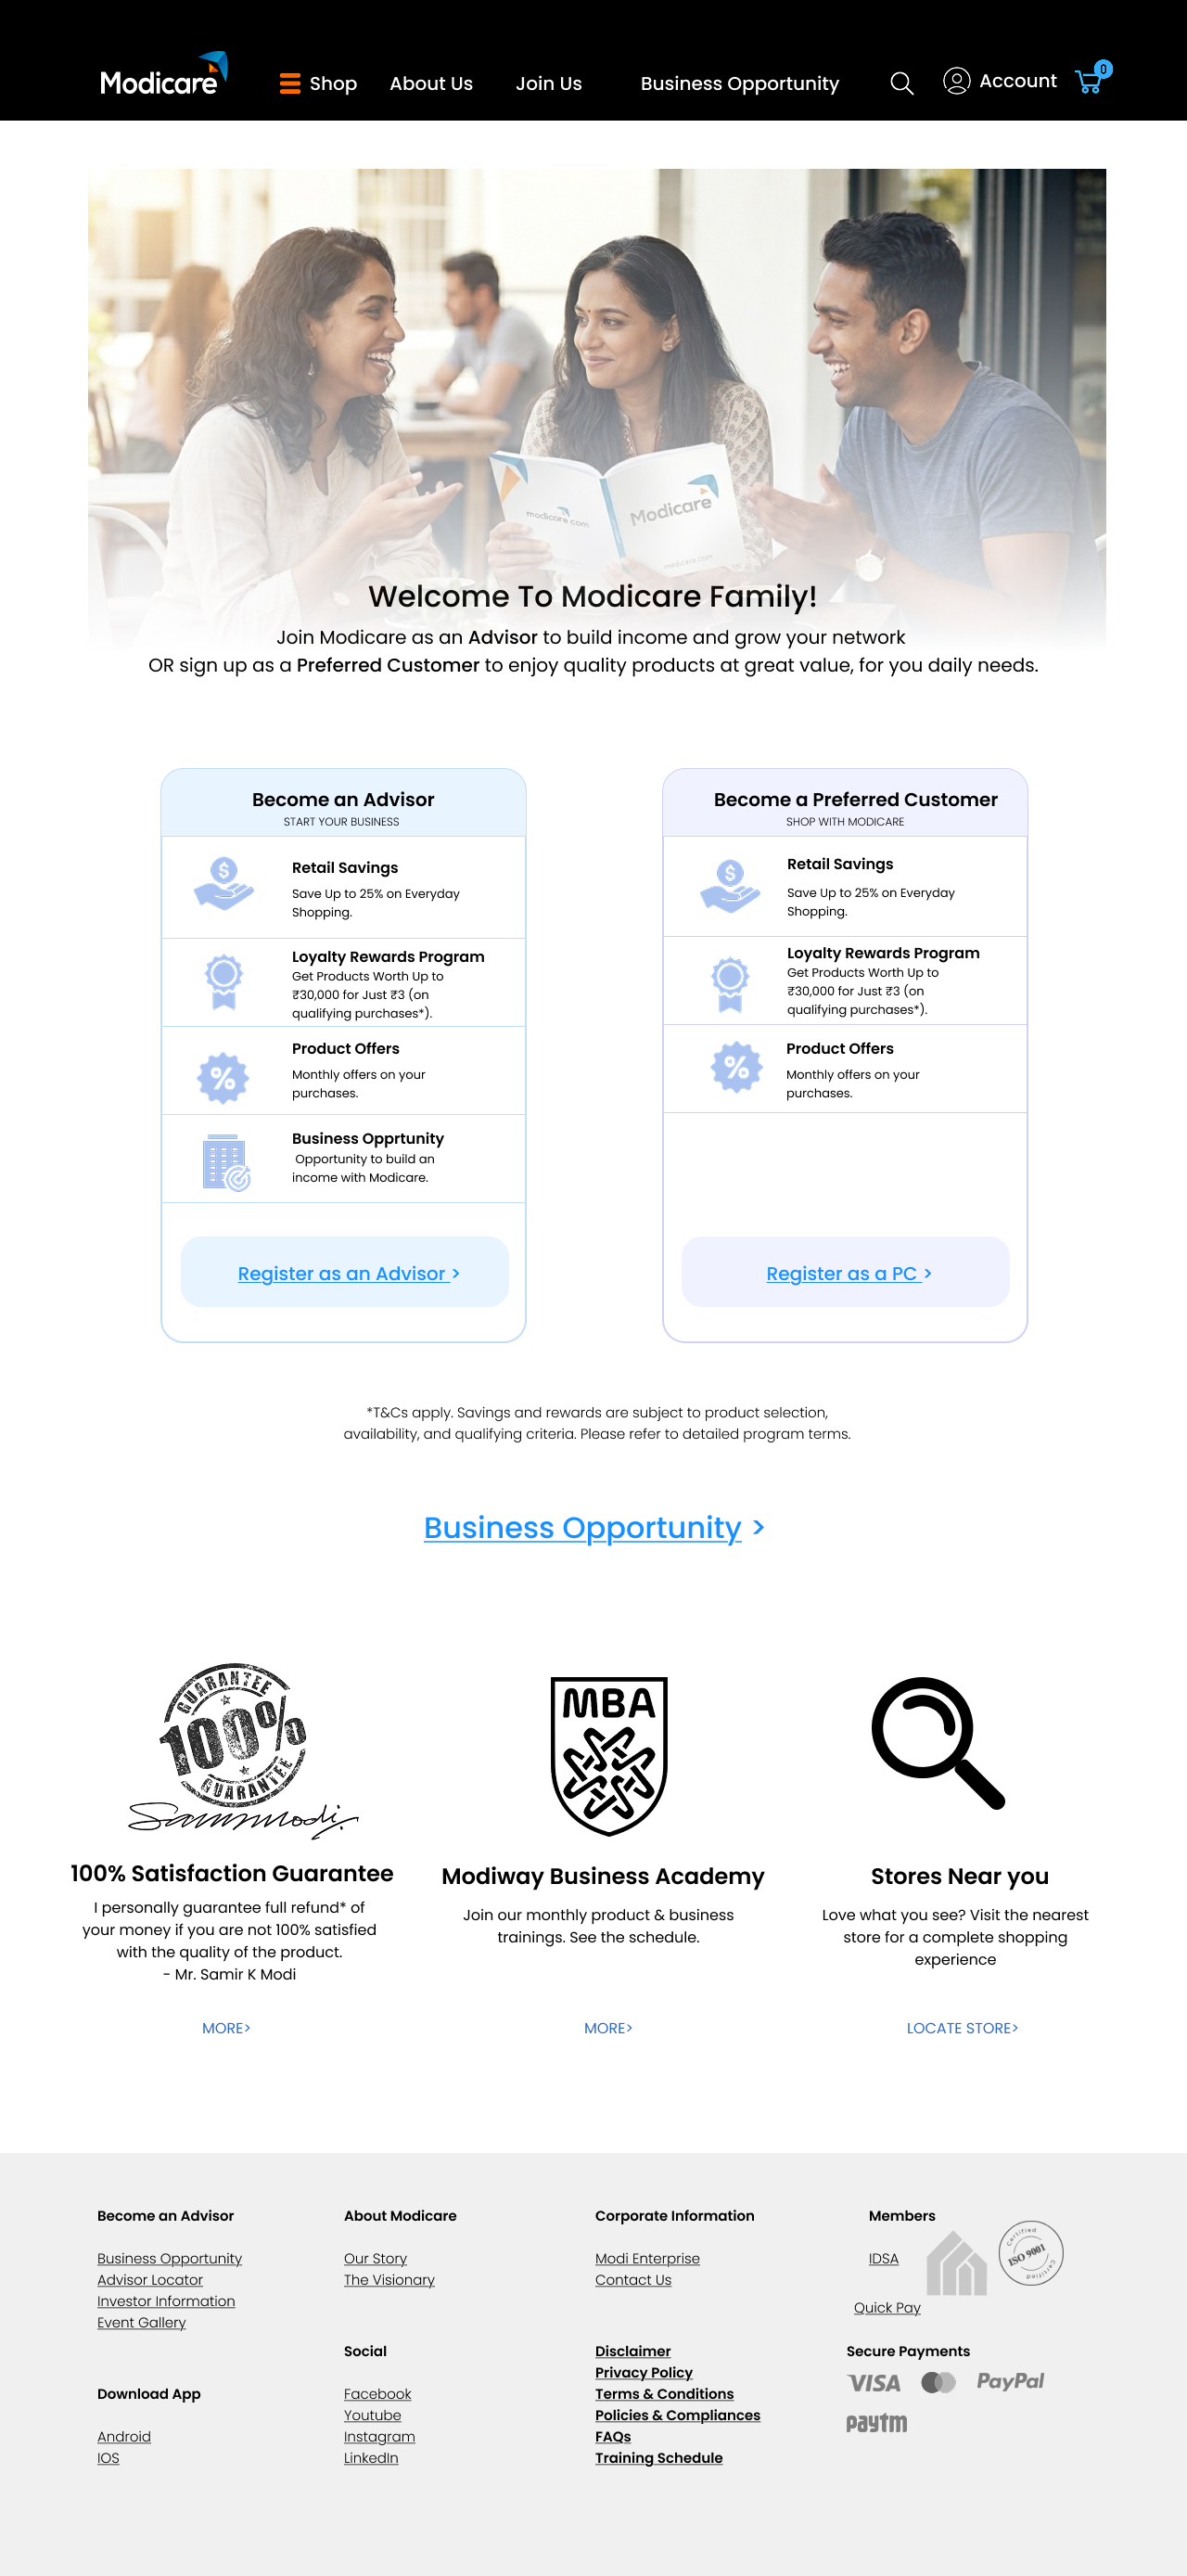 Modicare
Shop
About Us
Join Us
Business Opportunity
Account
0
modicare.com
Modicare
modicare.com
Welcome To Modicare Family!
Join Modicare as an Advisor to build income and grow your network
OR sign up as a Preferred Customer to enjoy quality products at great value, for you daily needs.
Become an Advisor
START YOUR BUSINESS
$
Retail Savings
Save Up to 25% on Everyday
Shopping.
Loyalty Rewards Program
Get Products Worth Up to
₹30,000 for Just ₹3 (on
qualifying purchases*).
%
Product Offers
Monthly offers on your
purchases.
Business Opprtunity
Opportunity to build an
income with Modicare.
Register as an Advisor >
Become a Preferred Customer
SHOP WITH MODICARE
$
Retail Savings
Save Up to 25% on Everyday
Shopping.
Loyalty Rewards Program
Get Products Worth Up to
₹30,000 for Just ₹3 (on
qualifying purchases*).
%
Product Offers
Monthly offers on your
purchases.
Register as a PC >
*T&Cs apply. Savings and rewards are subject to product selection,
availability, and qualifying criteria. Please refer to detailed program terms.
Business Opportunity >
GUARANTEE
100%
GUARANTEE
Sammodi
100% Satisfaction Guarantee
I personally guarantee full refund* of
your money if you are not 100% satisfied
with the quality of the product.
- Mr. Samir K Modi
MORE>
MBA
Modiway Business Academy
Join our monthly product & business
trainings. See the schedule.
MORE>
Stores Near you
Love what you see? Visit the nearest
store for a complete shopping
experience
LOCATE STORE>
Become an Advisor
Business Opportunity
Advisor Locator
Investor Information
Event Gallery
Download App
Android
IOS
About Modicare
Our Story
The Visionary
Social
Facebook
Youtube
Instagram
LinkedIn
Corporate Information
Modi Enterprise
Contact Us
Disclaimer
Privacy Policy
Terms & Conditions
Policies & Compliances
FAQs
Training Schedule
Members
IDSA
Certified
ISO 9001
Certified
Quick Pay
Secure Payments
VISA
PayPal
paytm